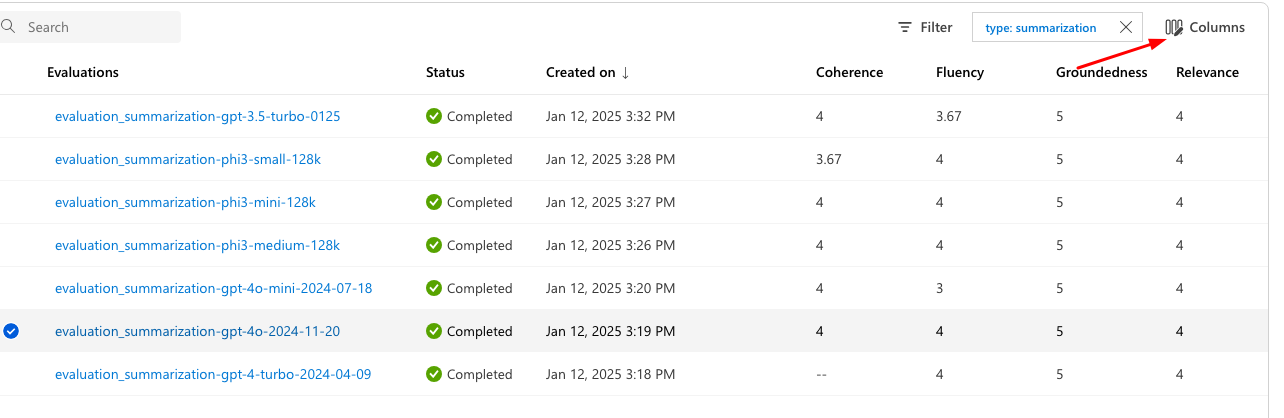 Search Filter type: summarization Columns
Evaluations Status Created on ↓ Coherence Fluency Groundedness Relevance
evaluation_summarization-gpt-3.5-turbo-0125 Completed Jan 12, 2025 3:32 PM 4 3.67 5 4
evaluation_summarization-phi3-small-128k Completed Jan 12, 2025 3:28 PM 3.67 4 5 4
evaluation_summarization-phi3-mini-128k Completed Jan 12, 2025 3:27 PM 4 4 5 4
evaluation_summarization-phi3-medium-128k Completed Jan 12, 2025 3:26 PM 4 4 5 4
evaluation_summarization-gpt-4o-mini-2024-07-18 Completed Jan 12, 2025 3:20 PM 4 3 5 4
evaluation_summarization-gpt-4o-2024-11-20 Completed Jan 12, 2025 3:19 PM 4 4 5 4
evaluation_summarization-gpt-4-turbo-2024-04-09 Completed Jan 12, 2025 3:18 PM -- 4 5 4